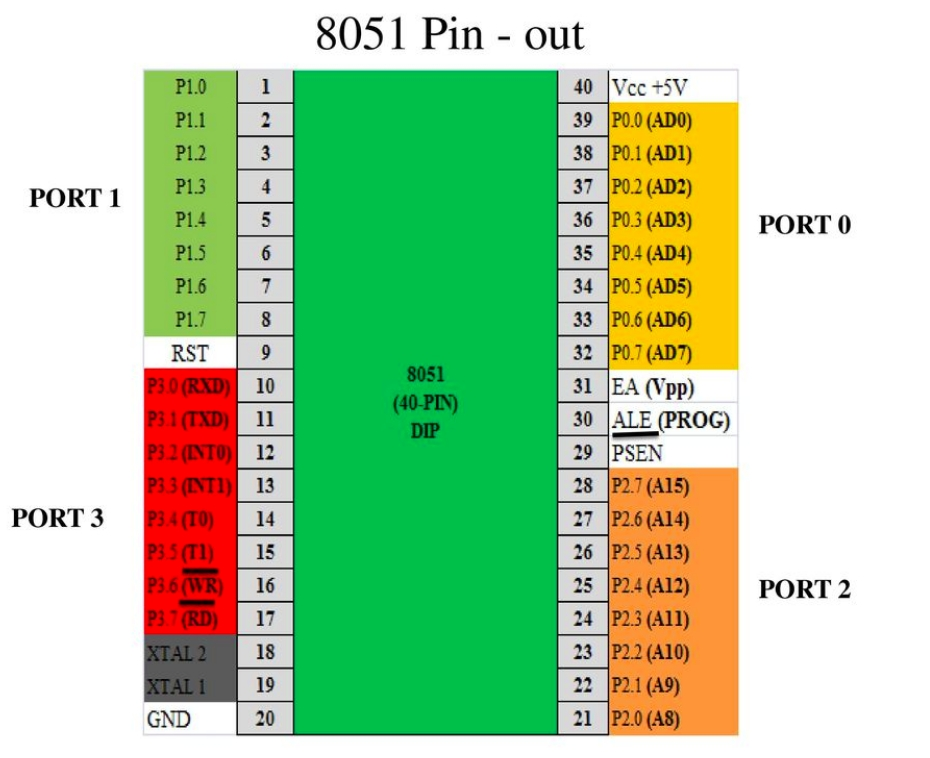 8051 Pin - out
P1.0 1 40 Vcc +5V
P1.1 2 39 P0.0 (AD0)
P1.2 3 38 P0.1 (AD1)
P1.3 4 37 P0.2 (AD2)
PORT 1
P1.4 5 36 P0.3 (AD3)
PORT 0
P1.5 6 35 P0.4 (AD4)
P1.6 7 34 P0.5 (AD5)
P1.7 8 33 P0.6 (AD6)
RST 9 32 P0.7 (AD7)
8051
(40-PIN)
DIP
P3.0 (RXD) 10 31 EA (Vpp)
P3.1 (TXD) 11 30 ALE (PROG)
P3.2 (INT0) 12 29 PSEN
P3.3 (INT1) 13 28 P2.7 (A15)
PORT 3
P3.4 (T0) 14 27 P2.6 (A14)
P3.5 (T1) 15 26 P2.5 (A13)
P3.6 (WR) 16 25 P2.4 (A12)
PORT 2
P3.7 (RD) 17 24 P2.3 (A11)
XTAL 2 18 23 P2.2 (A10)
XTAL 1 19 22 P2.1 (A9)
GND 20 21 P2.0 (A8)